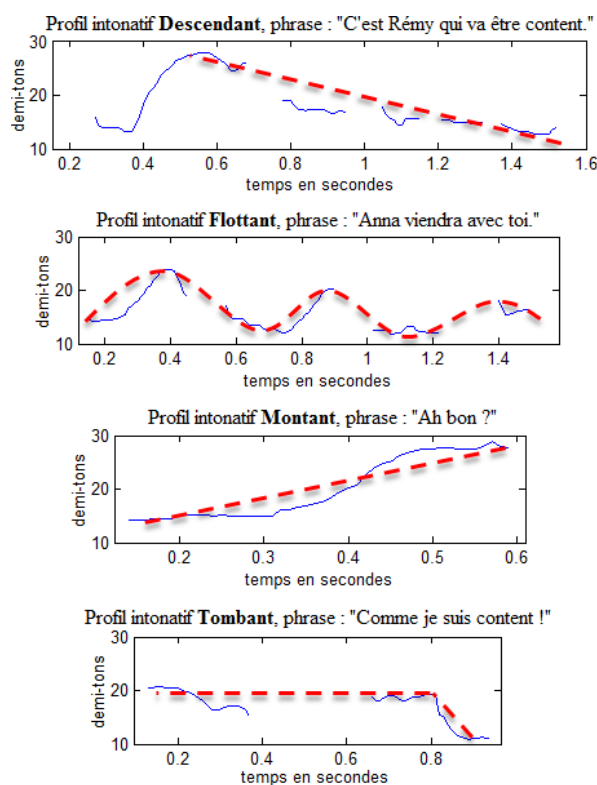 Profil intonatif Descendant, phrase : "C'est Rémy qui va être content."
30
20
10
demi-tons
0.2 0.4 0.6 0.8 1 1.2 1.4 1.6
temps en secondes
Profil intonatif Flottant, phrase : "Anna viendra avec toi."
30
20
10
demi-tons
0.2 0.4 0.6 0.8 1 1.2 1.4
temps en secondes
Profil intonatif Montant, phrase : "Ah bon ?"
30
20
10
demi-tons
0.2 0.3 0.4 0.5 0.6
temps en secondes
Profil intonatif Tombant, phrase : "Comme je suis content !"
30
20
10
demi-tons
0.2 0.4 0.6 0.8
temps en secondes